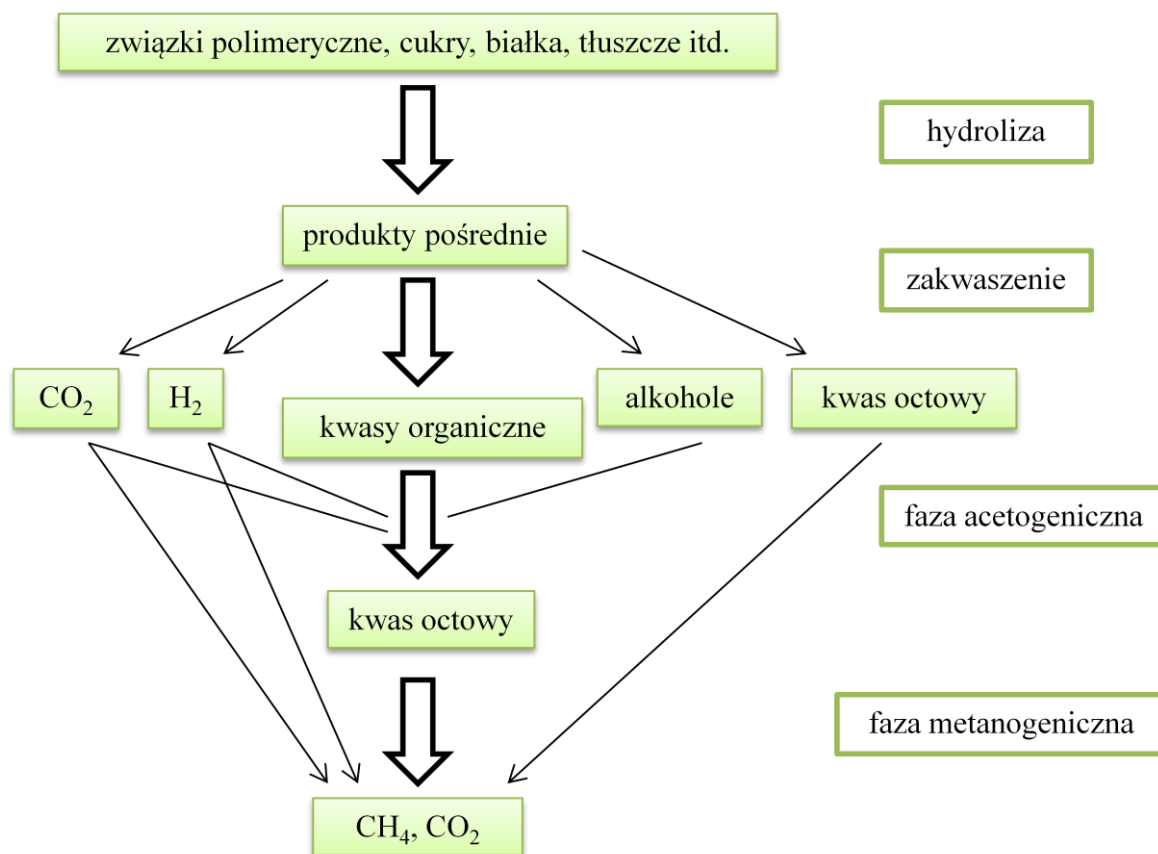 związki polimeryczne, cukry, białka, tłuszcze itd.
hydroliza
produkty pośrednie
zakwaszenie
CO₂
H₂
kwasy organiczne
alkohole
kwas octowy
faza acetogeniczna
kwas octowy
faza metanogeniczna
CH₄, CO₂